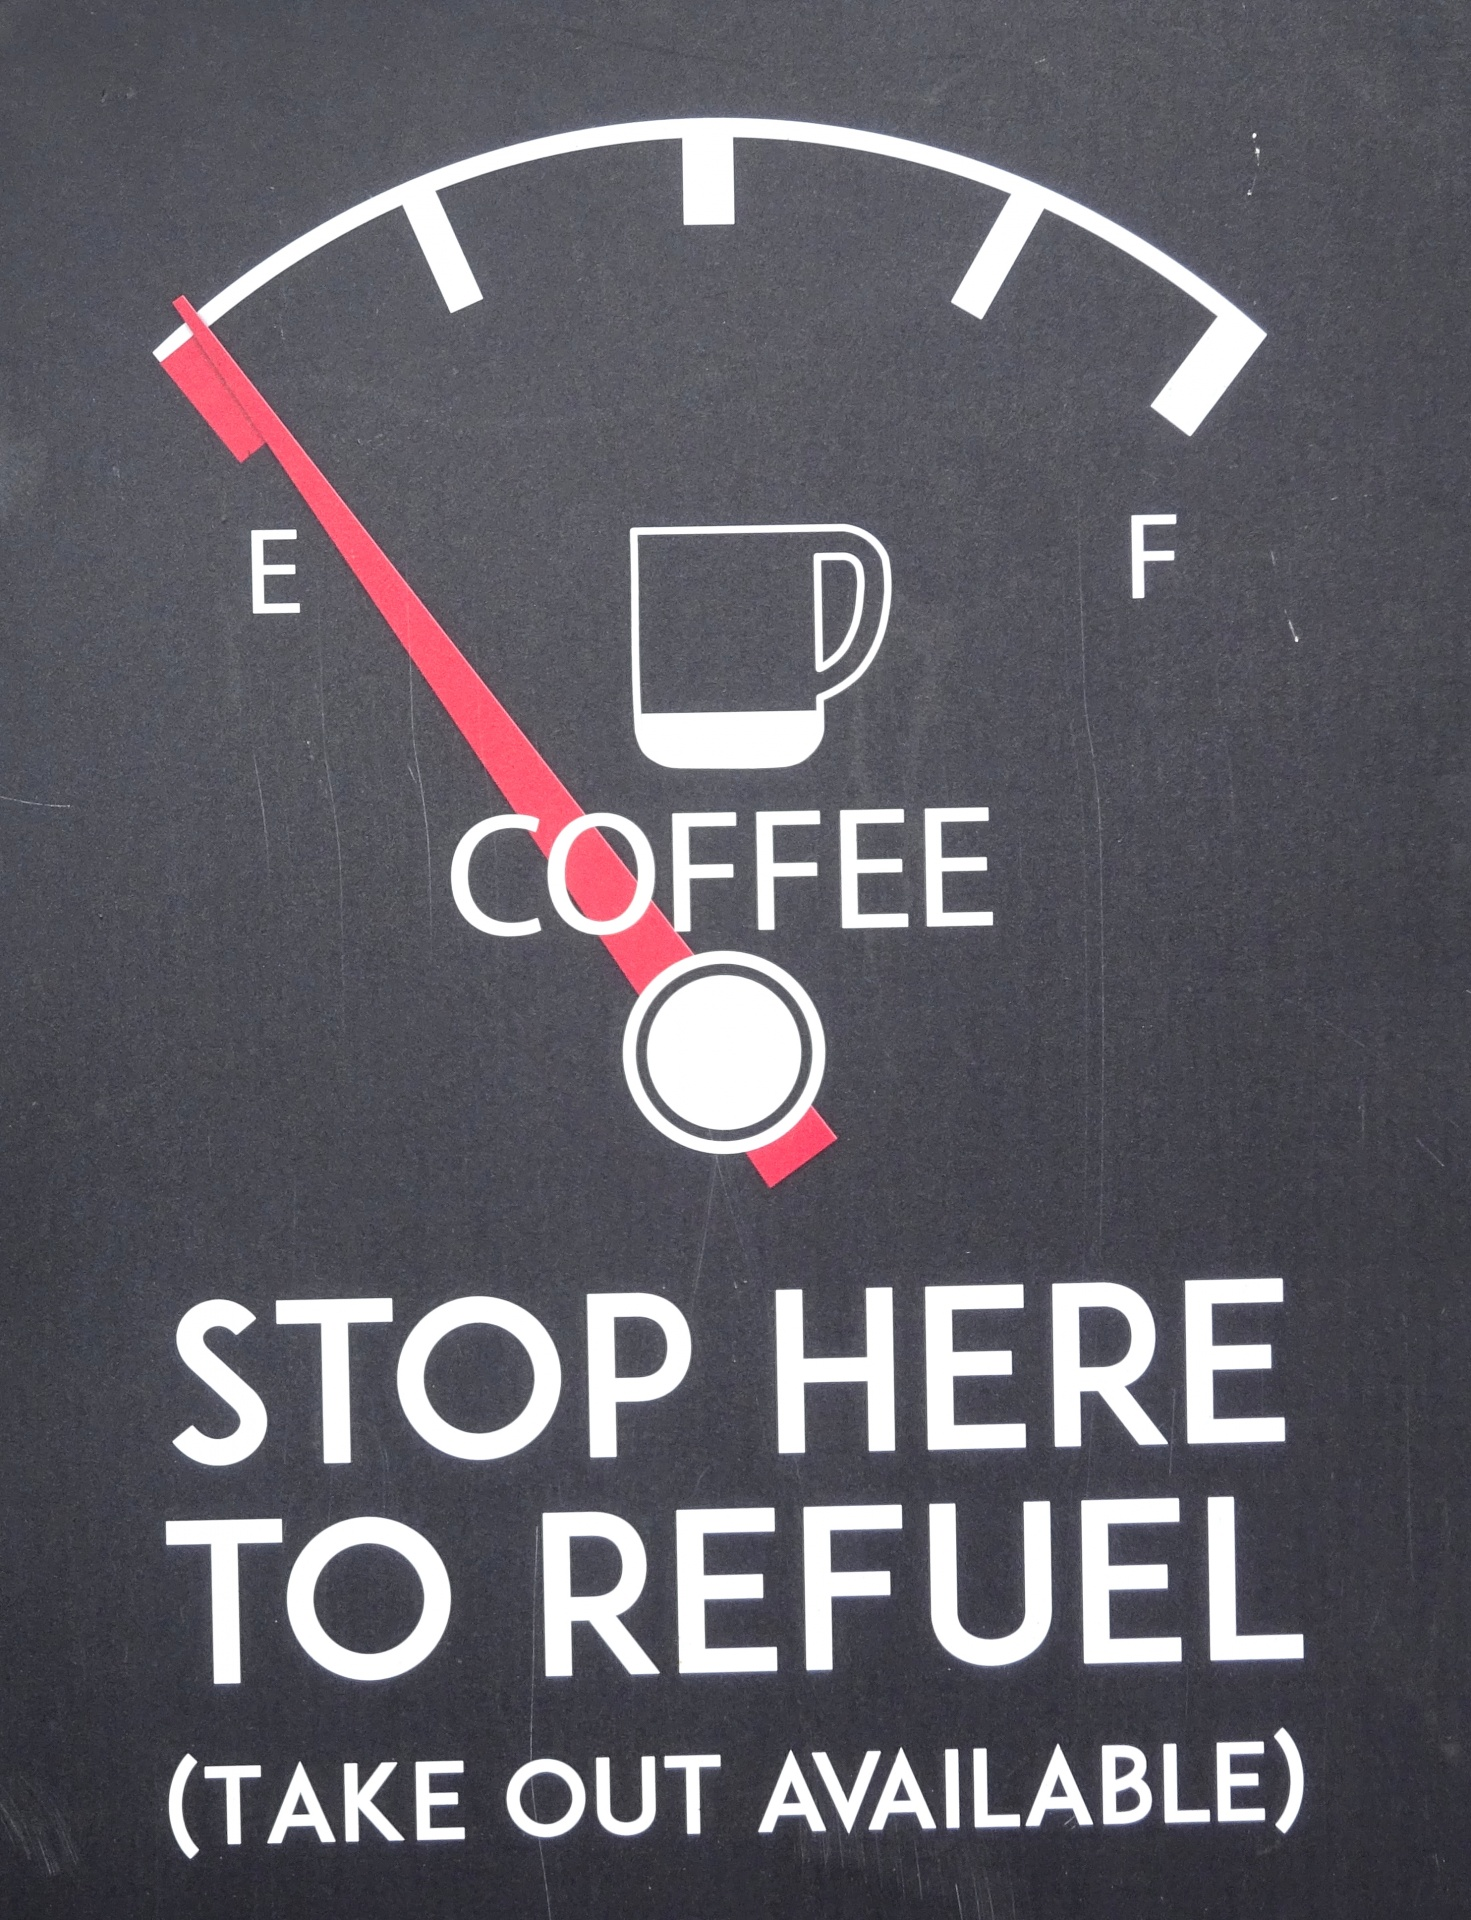 E F
COFFEE
STOP HERE
TO REFUEL
(TAKE OUT AVAILABLE)